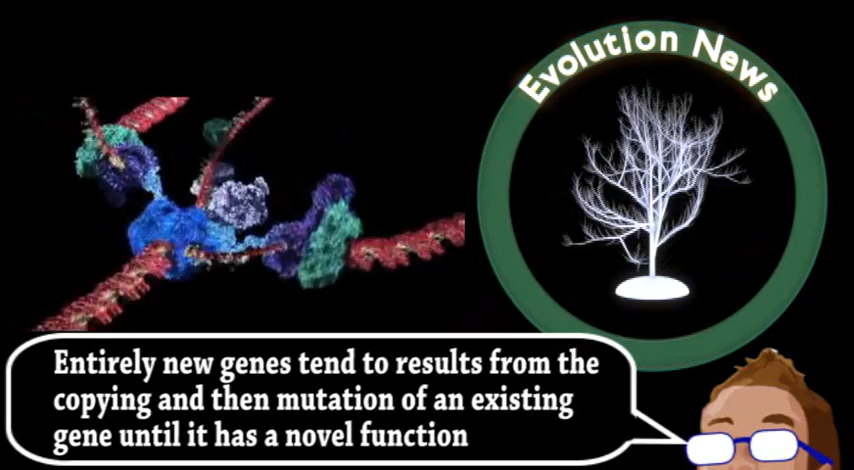 Evolution News
Entirely new genes tend to results from the
copying and then mutation of an existing
gene until it has a novel function